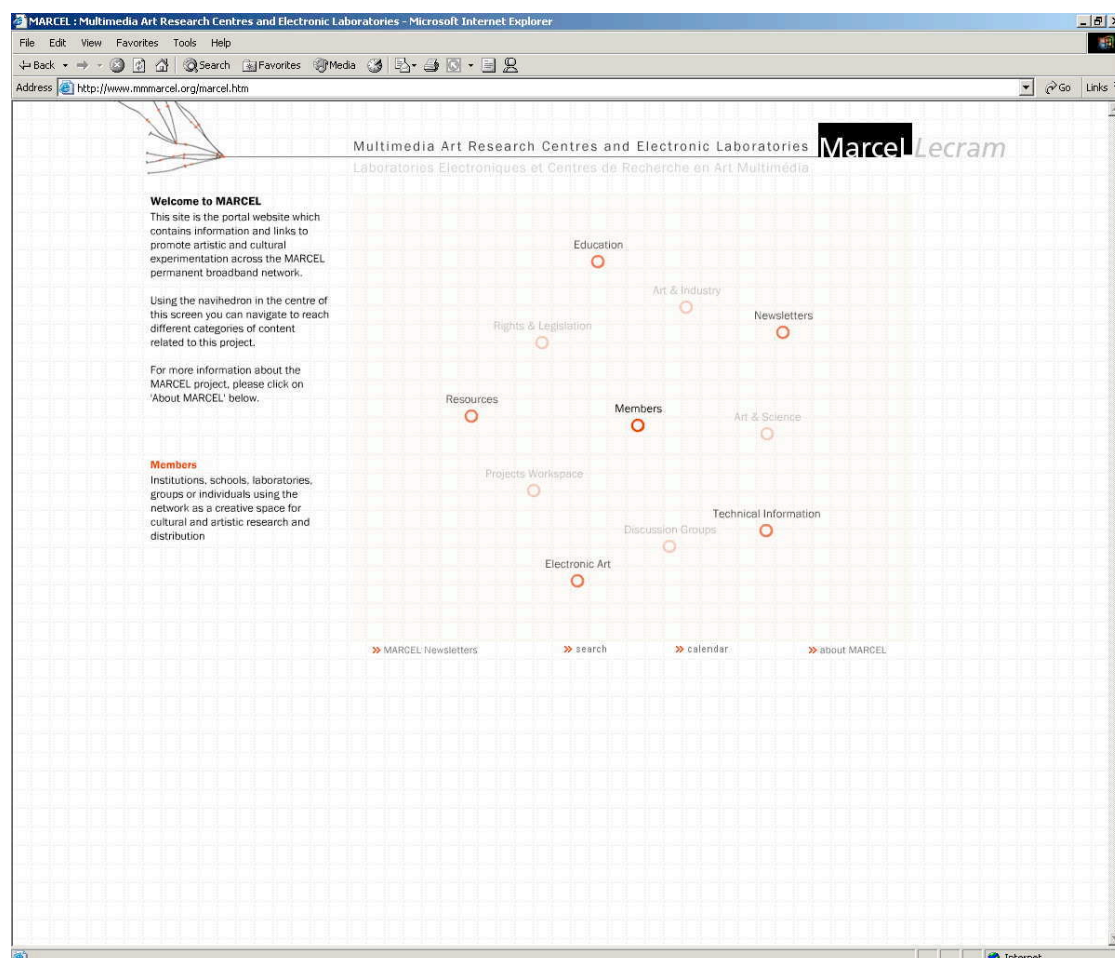 MARCEL : Multimedia Art Research Centres and Electronic Laboratories - Microsoft Internet Explorer
File Edit View Favorites Tools Help
Back Search Favorites Media
Address http://www.mmmarcel.org/marcel.htm Go Links
Multimedia Art Research Centres and Electronic Laboratories Marcel Lecram
Laboratories Electroniques et Centres de Recherche en Art Multimédia
Welcome to MARCEL
This site is the portal website which
contains information and links to
promote artistic and cultural
experimentation across the MARCEL
permanent broadband network.
Using the navihedron in the centre of
this screen you can navigate to reach
different categories of content
related to this project.
For more information about the
MARCEL project, please click on
'About MARCEL' below.
Members
Institutions, schools, laboratories,
groups or individuals using the
network as a creative space for
cultural and artistic research and
distribution
Education
Art & Industry
Newsletters
Rights & Legislation
Resources
Members
Art & Science
Projects Workspace
Technical Information
Discussion Groups
Electronic Art
» MARCEL Newsletters » search » calendar » about MARCEL
Internet